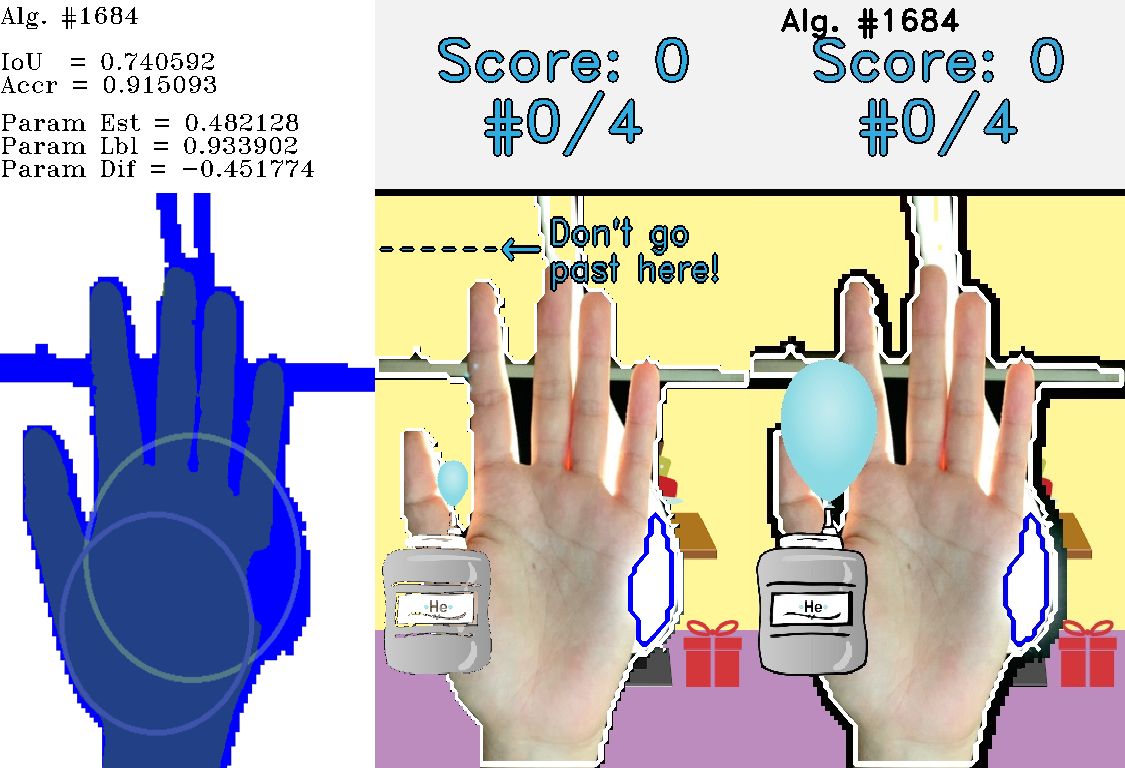 Alg. #1684
IoU = 0.740592
Accr = 0.915093
Param Est = 0.482128
Param Lbl = 0.933902
Param Dif = −0.451774
Score: 0
#0/4
Don't go
past here!
He
Alg. #1684
Score: 0
#0/4
He